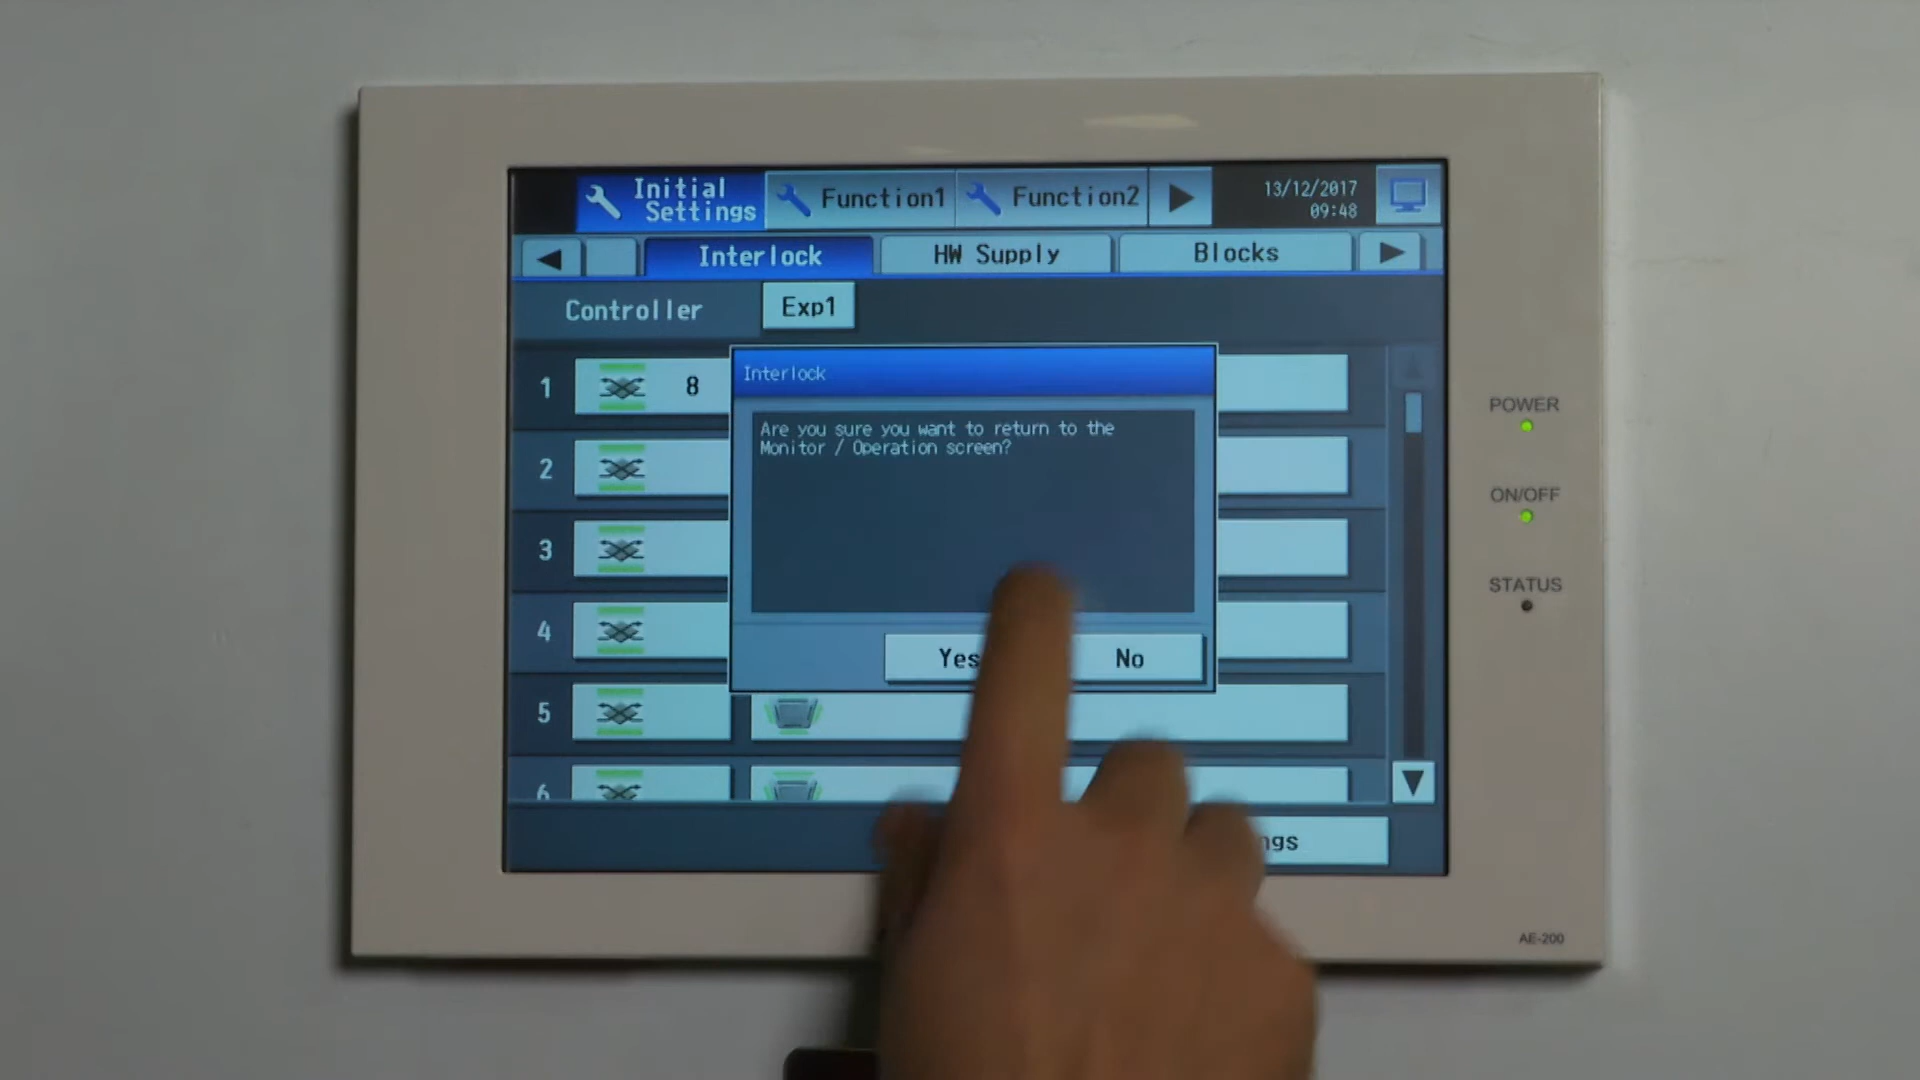 Initial
Settings
Function1
Function2
13/12/2017
09:48
Interlock
HW Supply
Blocks
Controller
Exp1
1
8
2
3
4
5
6
Interlock
Are you sure you want to return to the
Monitor / Operation screen?
Yes
No
POWER
ON/OFF
STATUS
AE-200